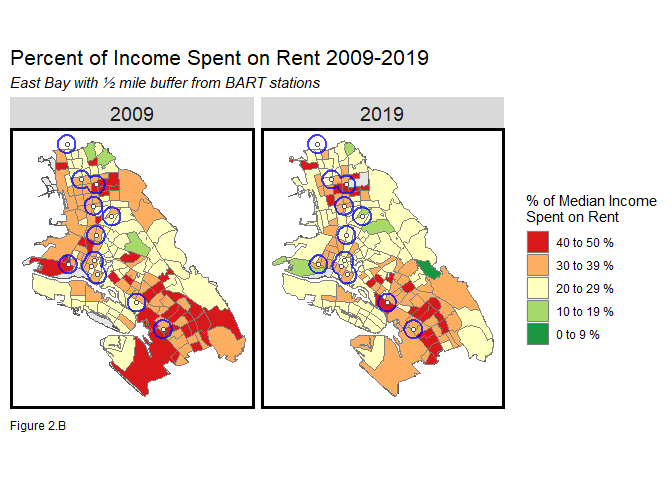 Percent of Income Spent on Rent 2009-2019
East Bay with ½ mile buffer from BART stations
2009
2019
% of Median Income
Spent on Rent
40 to 50 %
30 to 39 %
20 to 29 %
10 to 19 %
0 to 9 %
Figure 2.B